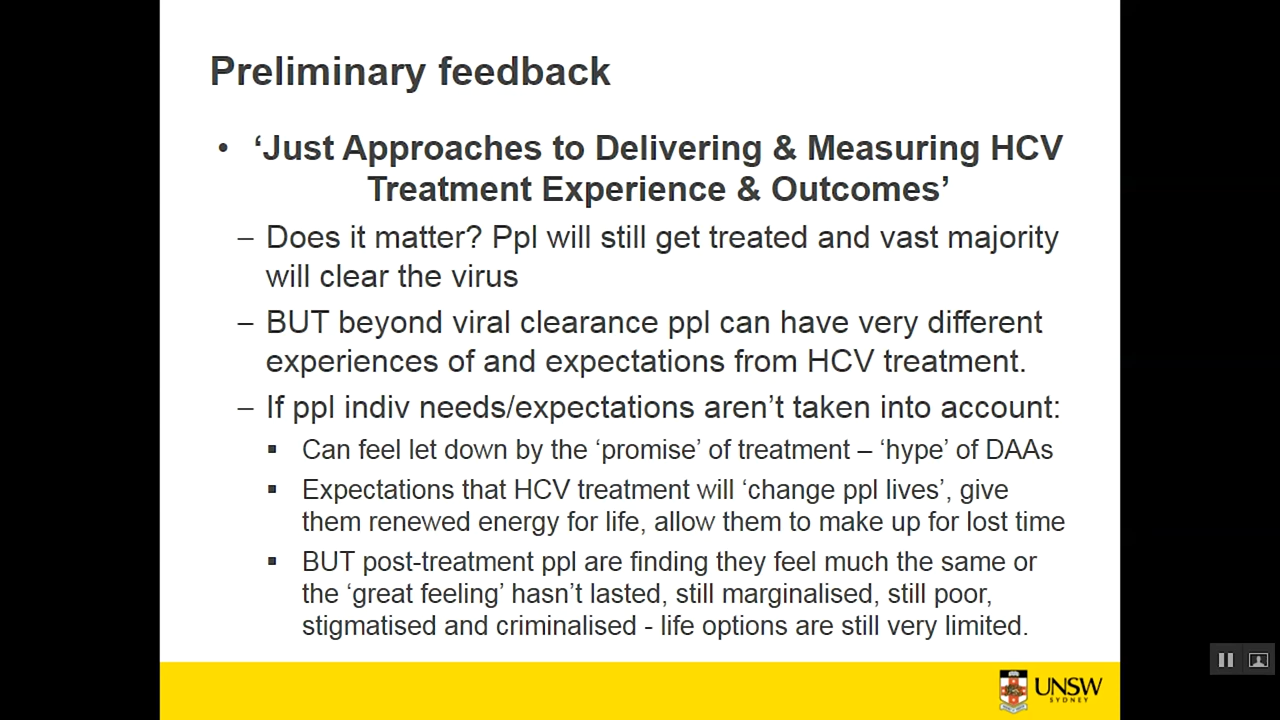 Preliminary feedback
• ‘Just Approaches to Delivering & Measuring HCV
Treatment Experience & Outcomes’
– Does it matter? Ppl will still get treated and vast majority
will clear the virus
– BUT beyond viral clearance ppl can have very different
experiences of and expectations from HCV treatment.
– If ppl indiv needs/expectations aren’t taken into account:
▪ Can feel let down by the ‘promise’ of treatment – ‘hype’ of DAAs
▪ Expectations that HCV treatment will ‘change ppl lives’, give
them renewed energy for life, allow them to make up for lost time
▪ BUT post-treatment ppl are finding they feel much the same or
the ‘great feeling’ hasn’t lasted, still marginalised, still poor,
stigmatised and criminalised - life options are still very limited.
UNSW
SYDNEY